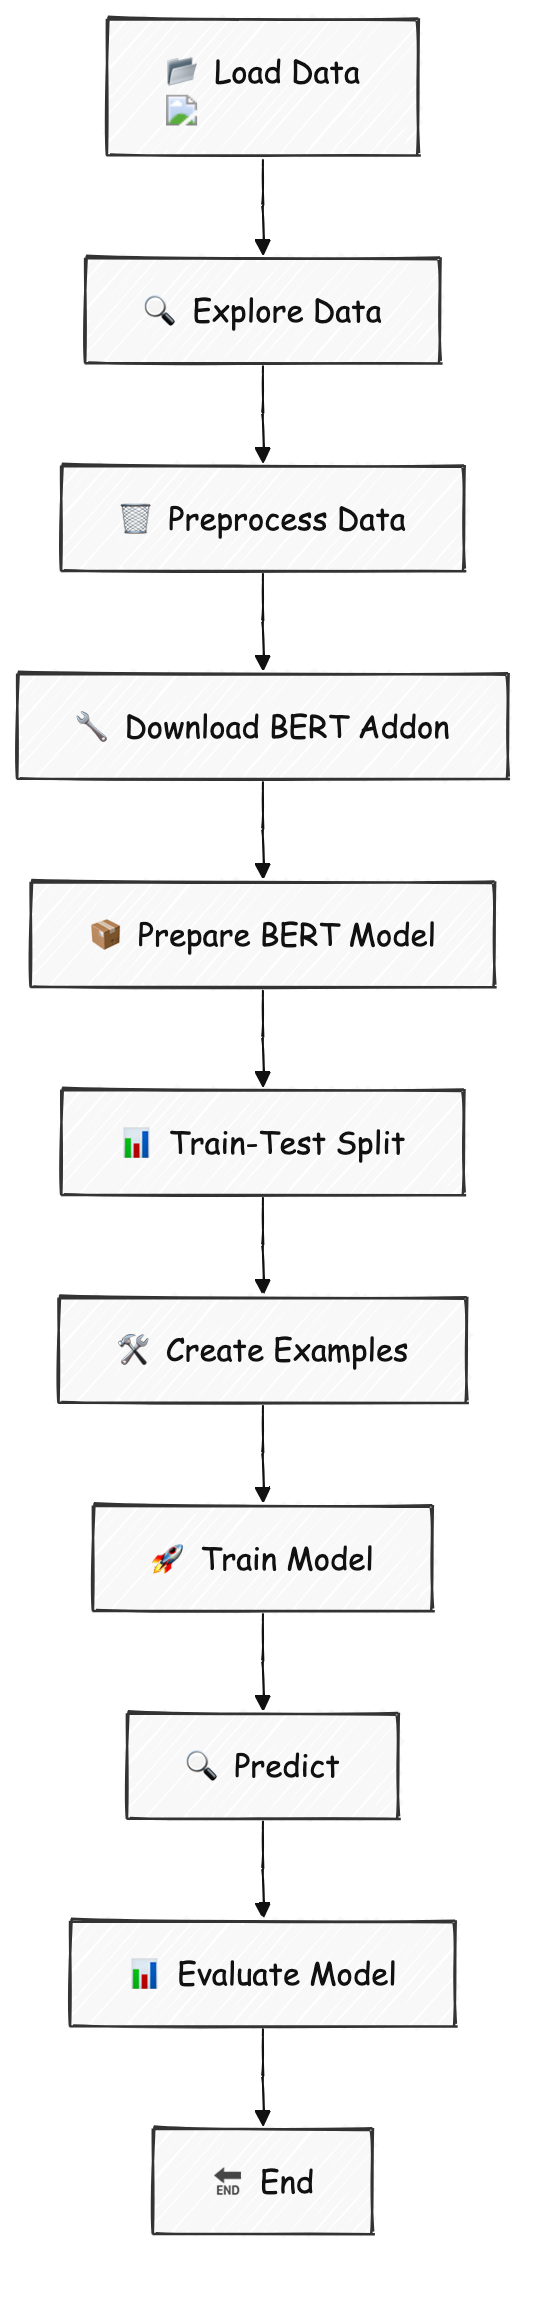 Load Data
Explore Data
Preprocess Data
Download BERT Addon
Prepare BERT Model
Train-Test Split
Create Examples
Train Model
Predict
Evaluate Model
END End